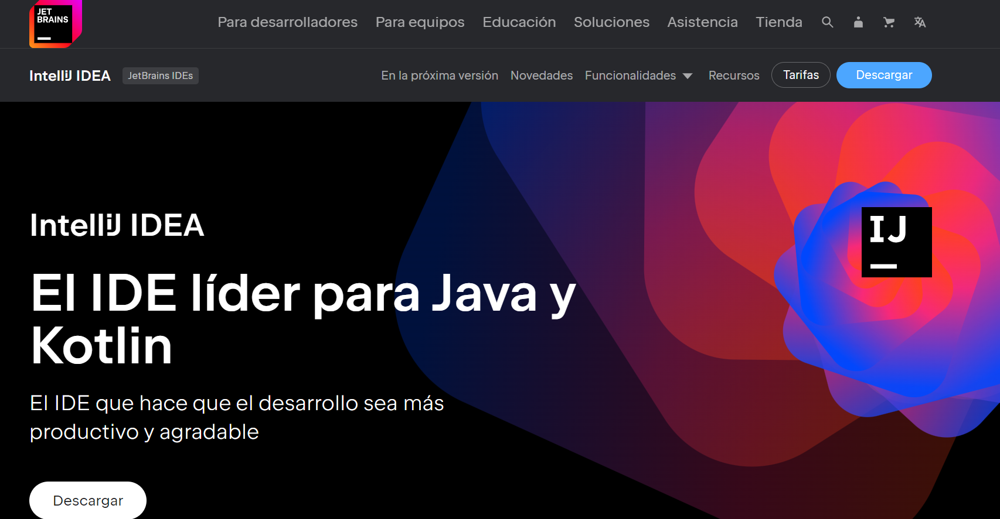 JET
BRAINS
Para desarrolladores Para equipos Educación Soluciones Asistencia Tienda
IntelliJ IDEA JetBrains IDEs En la próxima versión Novedades Funcionalidades Recursos Tarifas Descargar
IJ
IntelliJ IDEA
El IDE líder para Java y
Kotlin
El IDE que hace que el desarrollo sea más
productivo y agradable
Descargar